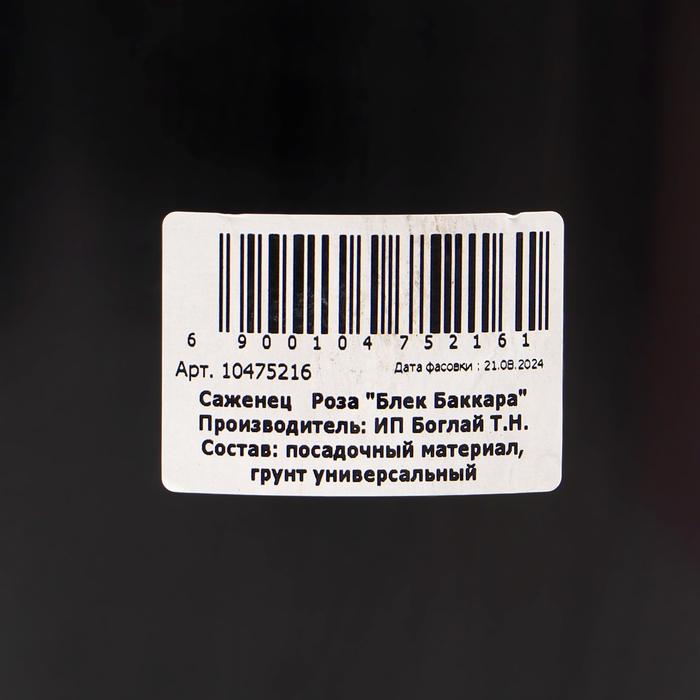 6 900104 752161
Арт. 10475216
Дата фасовки : 21.08.2024
Саженец Роза "Блек Баккара"
Производитель: ИП Боглай Т.Н.
Состав: посадочный материал,
грунт универсальный